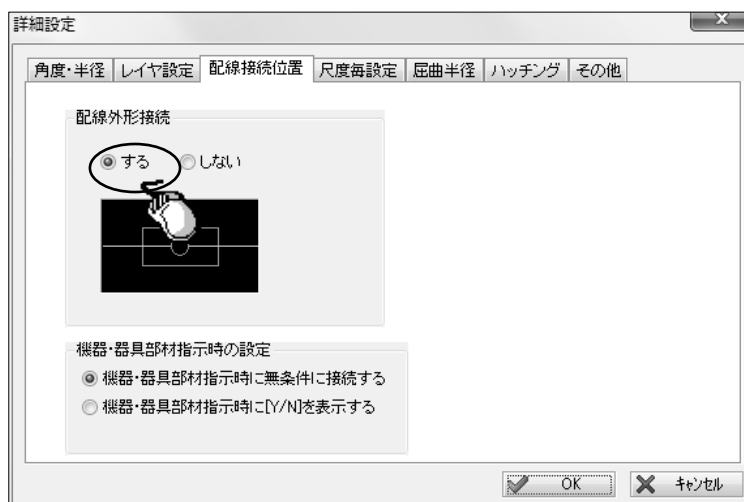 詳細設定
角度・半径 レイヤ設定 配線接続位置 尺度毎設定 屈曲半径 ハッチング その他
配線外形接続
する しない
機器・器具部材指示時の設定
機器・器具部材指示時に無条件に接続する
機器・器具部材指示時に[Y/N]を表示する
OK キャンセル